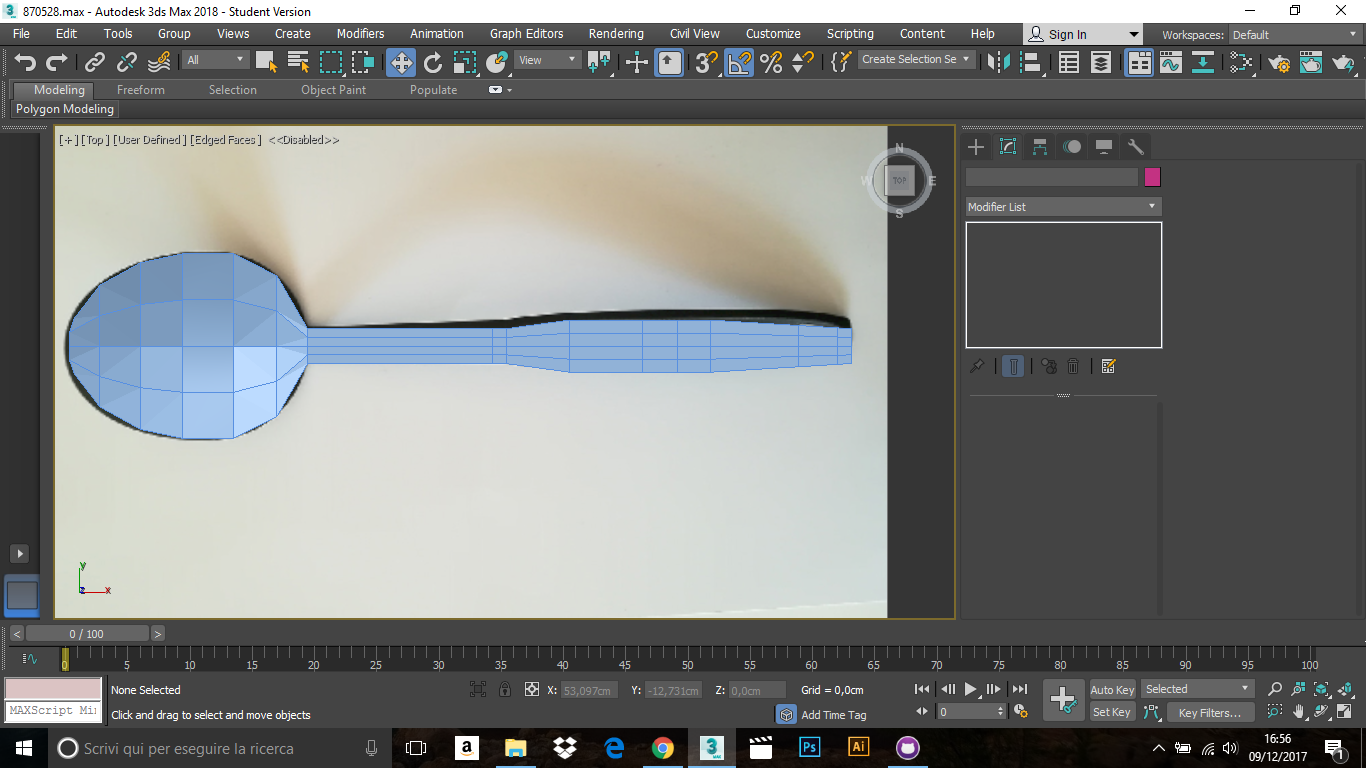 870528.max - Autodesk 3ds Max 2018 - Student Version
File Edit Tools Group Views Create Modifiers Animation Graph Editors Rendering Civil View Customize Scripting Content Help Sign In Workspaces: Default
All View Create Selection Se
Modeling Freeform Selection Object Paint Populate
Polygon Modeling
[+] [Top] [User Defined] [Edged Faces] <<Disabled>>
N
W TOP E
S
Modifier List
y
z x
< 0 / 100 >
0 5 10 15 20 25 30 35 40 45 50 55 60 65 70 75 80 85 90 95 100
None Selected X: 53,097cm Y: -12,731cm Z: 0,0cm Grid = 0,0cm Auto Key Selected
MAXScript Mi
Click and drag to select and move objects Add Time Tag 0 Set Key Key Filters...
Scrivi qui per eseguire la ricerca
a 3 MAX Ps Ai
16:56
09/12/2017
1